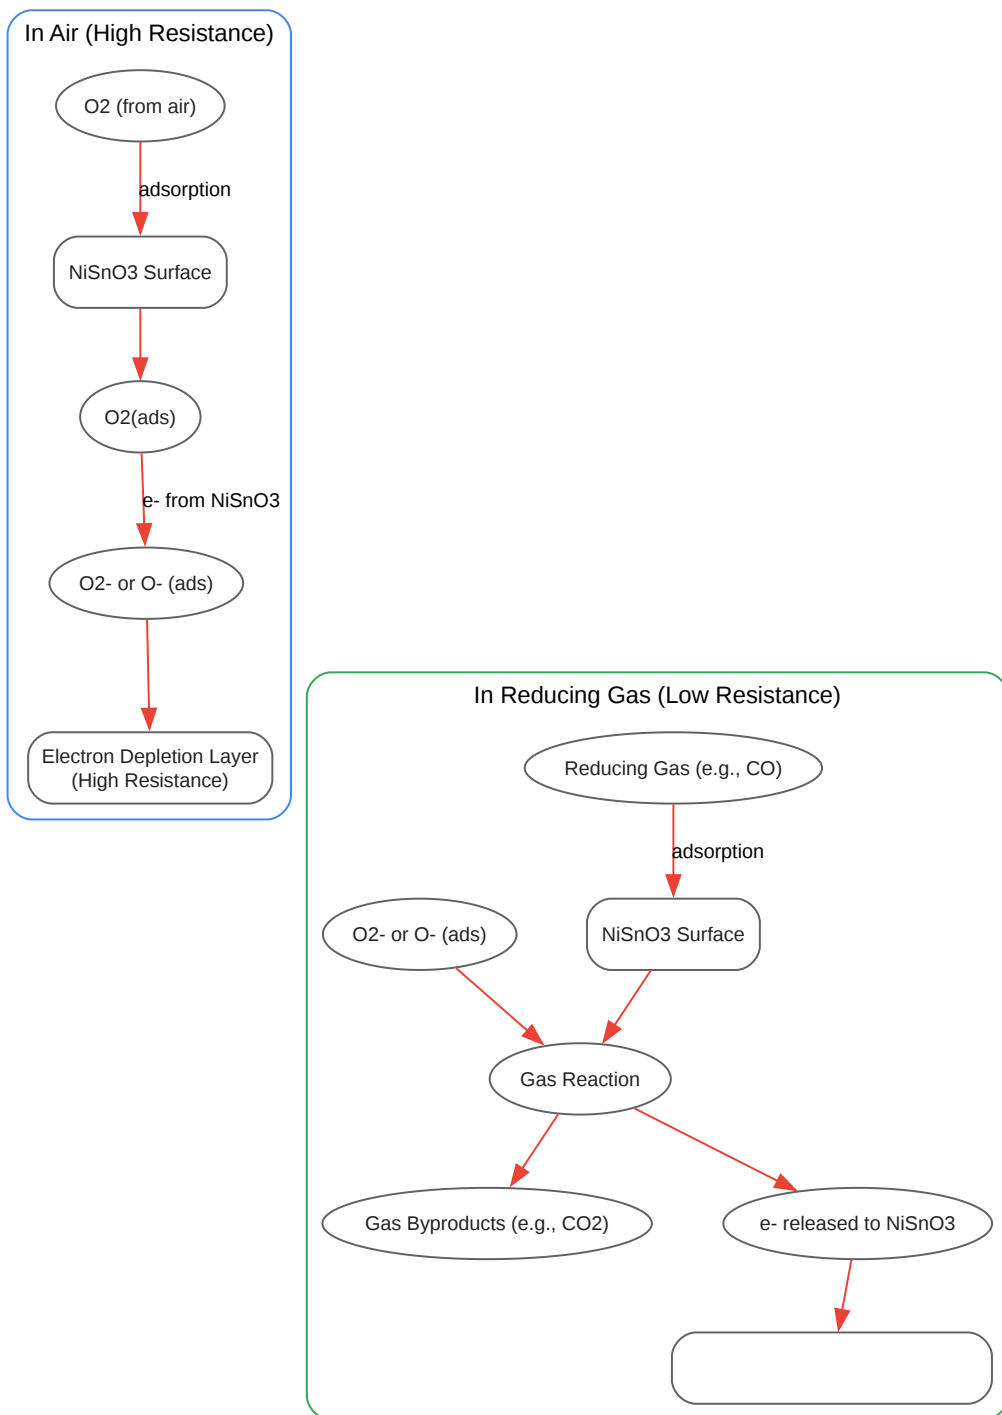 In Air (High Resistance)
O2 (from air)
adsorption
NiSnO3 Surface
O2(ads)
e- from NiSnO3
O2- or O- (ads)
Electron Depletion Layer
(High Resistance)
In Reducing Gas (Low Resistance)
Reducing Gas (e.g., CO)
adsorption
O2- or O- (ads)
NiSnO3 Surface
Gas Reaction
Gas Byproducts (e.g., CO2)
e- released to NiSnO3